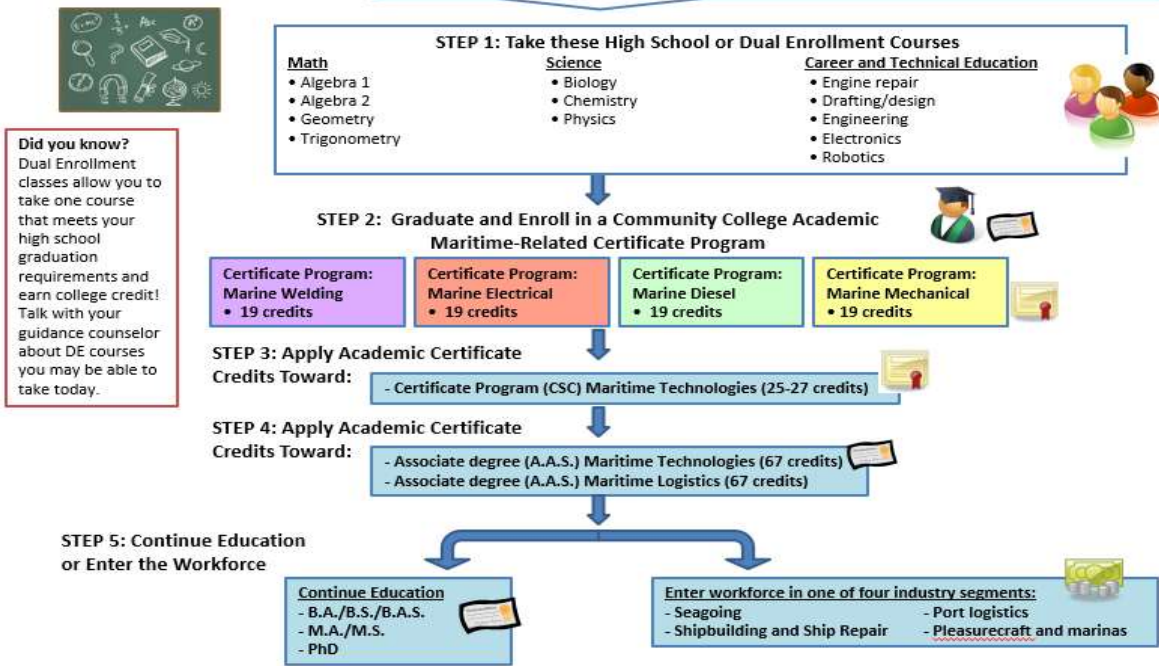 STEP 1: Take these High School or Dual Enrollment Courses
Math
• Algebra 1
• Algebra 2
• Geometry
• Trigonometry
Science
• Biology
• Chemistry
• Physics
Career and Technical Education
• Engine repair
• Drafting/design
• Engineering
• Electronics
• Robotics
Did you know?
Dual Enrollment
classes allow you to
take one course
that meets your
high school
graduation
requirements and
earn college credit!
Talk with your
guidance counselor
about DE courses
you may be able to
take today.
STEP 2: Graduate and Enroll in a Community College Academic
Maritime-Related Certificate Program
Certificate Program:
Marine Welding
• 19 credits
Certificate Program:
Marine Electrical
• 19 credits
Certificate Program:
Marine Diesel
• 19 credits
Certificate Program:
Marine Mechanical
• 19 credits
STEP 3: Apply Academic Certificate
Credits Toward:
- Certificate Program (CSC) Maritime Technologies (25-27 credits)
STEP 4: Apply Academic Certificate
Credits Toward:
- Associate degree (A.A.S.) Maritime Technologies (67 credits)
- Associate degree (A.A.S.) Maritime Logistics (67 credits)
STEP 5: Continue Education
or Enter the Workforce
Continue Education
- B.A./B.S./B.A.S.
- M.A./M.S.
- PhD
Enter workforce in one of four industry segments:
- Seagoing
- Shipbuilding and Ship Repair
- Port logistics
- Pleasurecraft and marinas